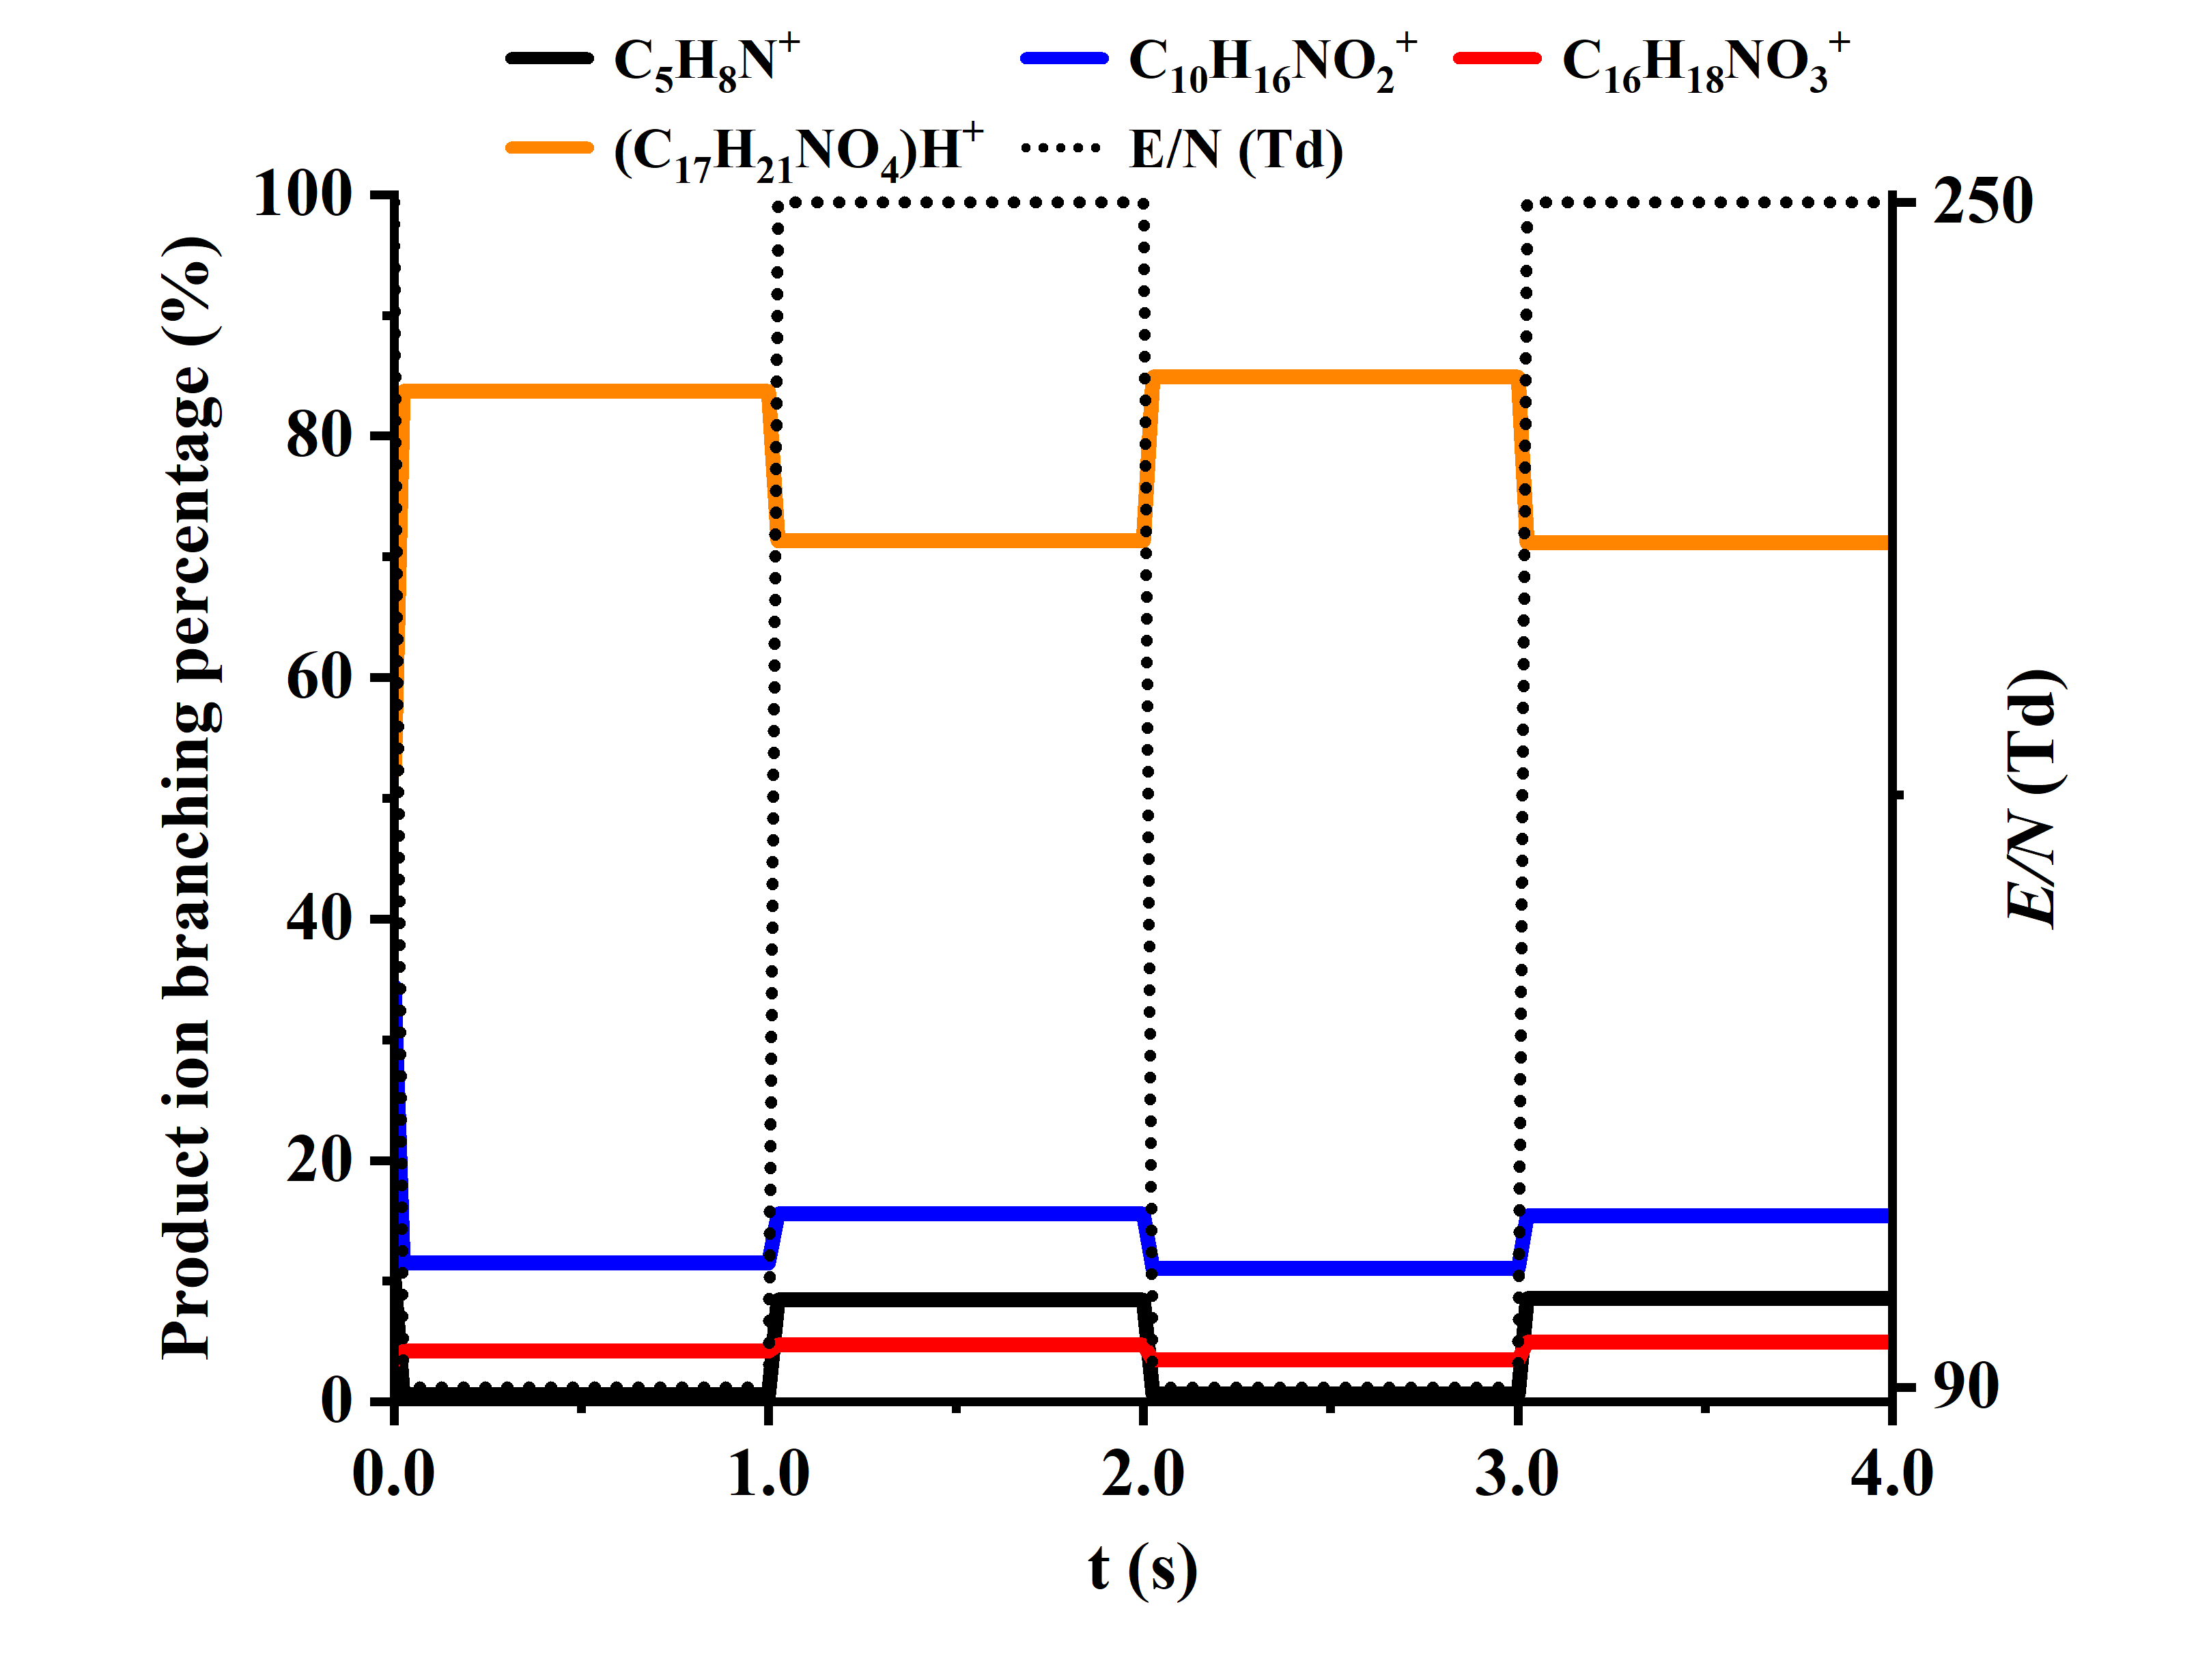 C5H8N+ C10H16NO2+ C16H18NO3+
(C17H21NO4)H+ E/N (Td)
Product ion branching percentage (%)
100
80
60
40
20
0
250
90
E/N (Td)
0.0 1.0 2.0 3.0 4.0
t (s)